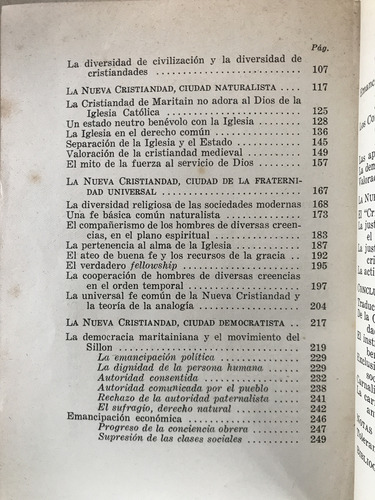 Pág.
La diversidad de civilización y la diversidad de
cristiandades 107
LA NUEVA CRISTIANDAD, CIUDAD NATURALISTA 117
La Cristiandad de Maritain no adora al Dios de la
Iglesia Católica 125
Un estado neutro benévolo con la Iglesia 128
La Iglesia en el derecho común 136
Separación de la Iglesia y el Estado 145
Valoración de la cristiandad medieval 149
El mito de la fuerza al servicio de Dios 157
LA NUEVA CRISTIANDAD, CIUDAD DE LA FRATERNI-
DAD UNIVERSAL 167
La diversidad religiosa de las sociedades modernas 168
Una fe básica común naturalista 173
El compañerismo de los hombres de diversas creen-
cias, en el plano espiritual 183
La pertenencia al alma de la Iglesia 187
El ateo de buena fe y los recursos de la gracia 192
El verdadero fellowship 195
La cooperación de hombres de diversas creencias
en el orden temporal 197
La universal fe común de la Nueva Cristiandad y
la teoría de la analogía 204
LA NUEVA CRISTIANDAD, CIUDAD DEMOCRATISTA 217
La democracia maritainiana y el movimiento del
Sillon 219
La emancipación política 229
La dignidad de la persona humana 229
Autoridad consentida 232
Autoridad comunicada por el pueblo 238
Rechazo de la autoridad paternalista 241
El sufragio, derecho natural 242
Emancipación económica 246
Progreso de la conciencia obrera 247
Supresión de las clases sociales 249